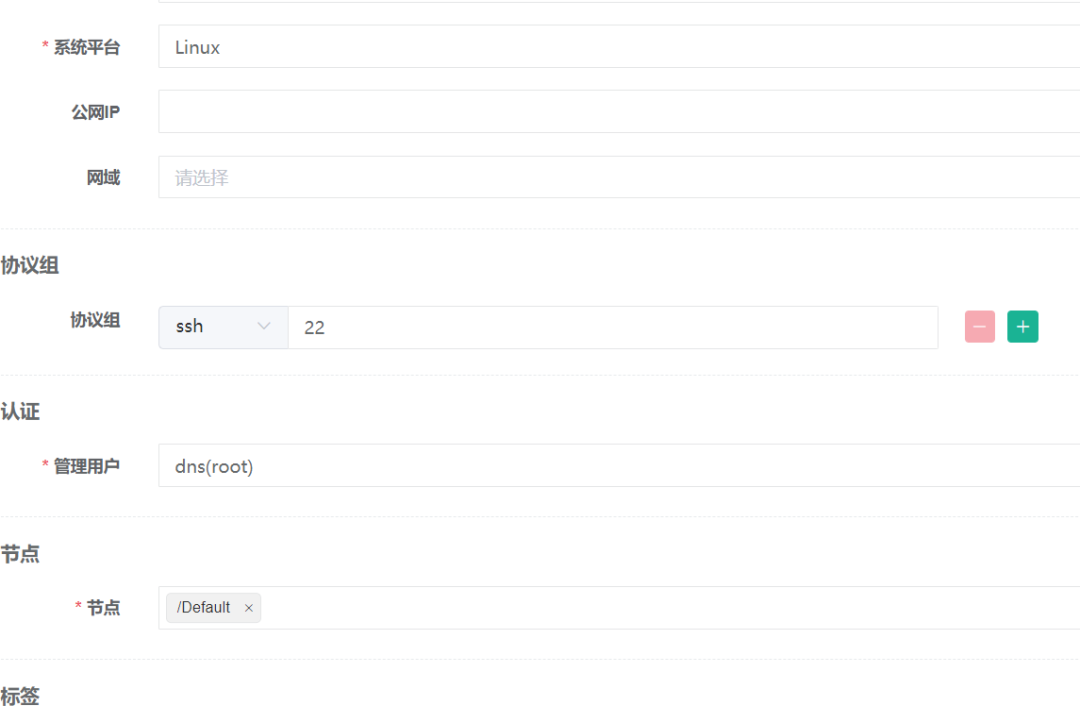 * 系统平台 Linux
公网IP
网域 请选择
协议组
协议组 ssh 22
认证
* 管理用户 dns(root)
节点
* 节点 /Default ×
标签